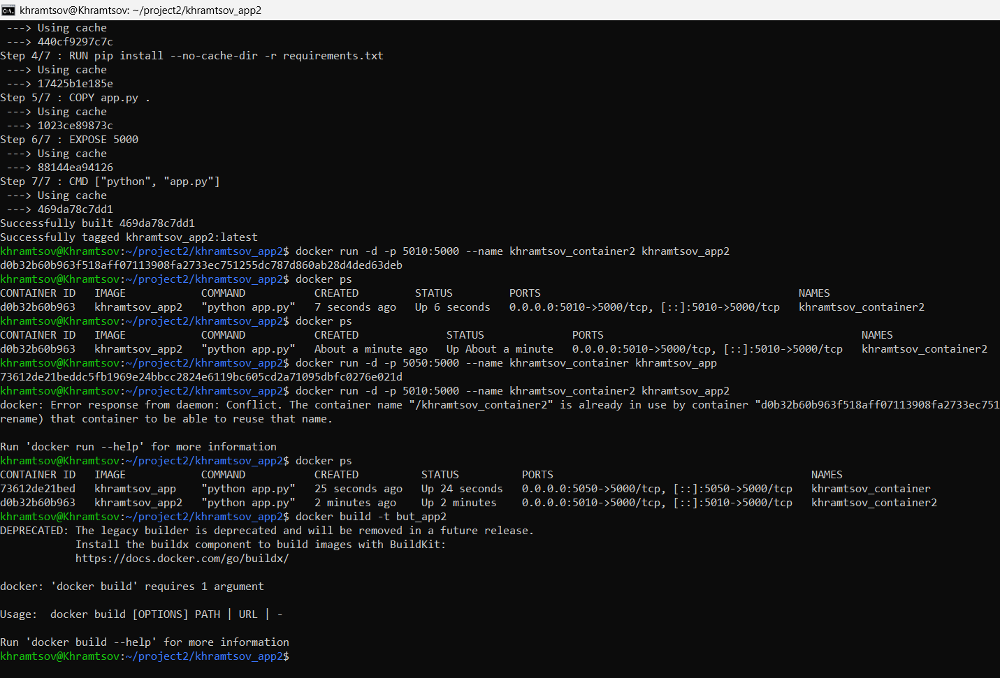 khramtsov@Khramtsov: ~/project2/khramtsov_app2
---> Using cache
---> 440cf9297c7c
Step 4/7 : RUN pip install --no-cache-dir -r requirements.txt
---> Using cache
---> 17425b1e185e
Step 5/7 : COPY app.py .
---> Using cache
---> 1023ce89873c
Step 6/7 : EXPOSE 5000
---> Using cache
---> 88144ea94126
Step 7/7 : CMD ["python", "app.py"]
---> Using cache
---> 469da78c7dd1
Successfully built 469da78c7dd1
Successfully tagged khramtsov_app2:latest
khramtsov@Khramtsov:~/project2/khramtsov_app2$ docker run -d -p 5010:5000 --name khramtsov_container2 khramtsov_app2
d0b32b60b963f518aff07113908fa2733ec751255dc787d860ab28d4ded63deb
khramtsov@Khramtsov:~/project2/khramtsov_app2$ docker ps
CONTAINER ID   IMAGE            COMMAND           CREATED         STATUS         PORTS                                         NAMES
d0b32b60b963   khramtsov_app2   "python app.py"   7 seconds ago   Up 6 seconds   0.0.0.0:5010->5000/tcp, [::]:5010->5000/tcp   khramtsov_container2
khramtsov@Khramtsov:~/project2/khramtsov_app2$ docker ps
CONTAINER ID   IMAGE            COMMAND           CREATED              STATUS              PORTS                                         NAMES
d0b32b60b963   khramtsov_app2   "python app.py"   About a minute ago   Up About a minute   0.0.0.0:5010->5000/tcp, [::]:5010->5000/tcp   khramtsov_container2
khramtsov@Khramtsov:~/project2/khramtsov_app2$ docker run -d -p 5050:5000 --name khramtsov_container khramtsov_app
73612de21beddc5fb1969e24bbcc2824e6119bc605cd2a71095dbfc0276e021d
khramtsov@Khramtsov:~/project2/khramtsov_app2$ docker run -d -p 5010:5000 --name khramtsov_container2 khramtsov_app2
docker: Error response from daemon: Conflict. The container name "/khramtsov_container2" is already in use by container "d0b32b60b963f518aff07113908fa2733ec751
rename) that container to be able to reuse that name.
Run 'docker run --help' for more information
khramtsov@Khramtsov:~/project2/khramtsov_app2$ docker ps
CONTAINER ID   IMAGE            COMMAND           CREATED          STATUS          PORTS                                         NAMES
73612de21bed   khramtsov_app    "python app.py"   25 seconds ago   Up 24 seconds   0.0.0.0:5050->5000/tcp, [::]:5050->5000/tcp   khramtsov_container
d0b32b60b963   khramtsov_app2   "python app.py"   2 minutes ago    Up 2 minutes    0.0.0.0:5010->5000/tcp, [::]:5010->5000/tcp   khramtsov_container2
khramtsov@Khramtsov:~/project2/khramtsov_app2$ docker build -t but_app2
DEPRECATED: The legacy builder is deprecated and will be removed in a future release.
Install the buildx component to build images with BuildKit:
https://docs.docker.com/go/buildx/
docker: 'docker build' requires 1 argument
Usage:  docker build [OPTIONS] PATH | URL | -
Run 'docker build --help' for more information
khramtsov@Khramtsov:~/project2/khramtsov_app2$